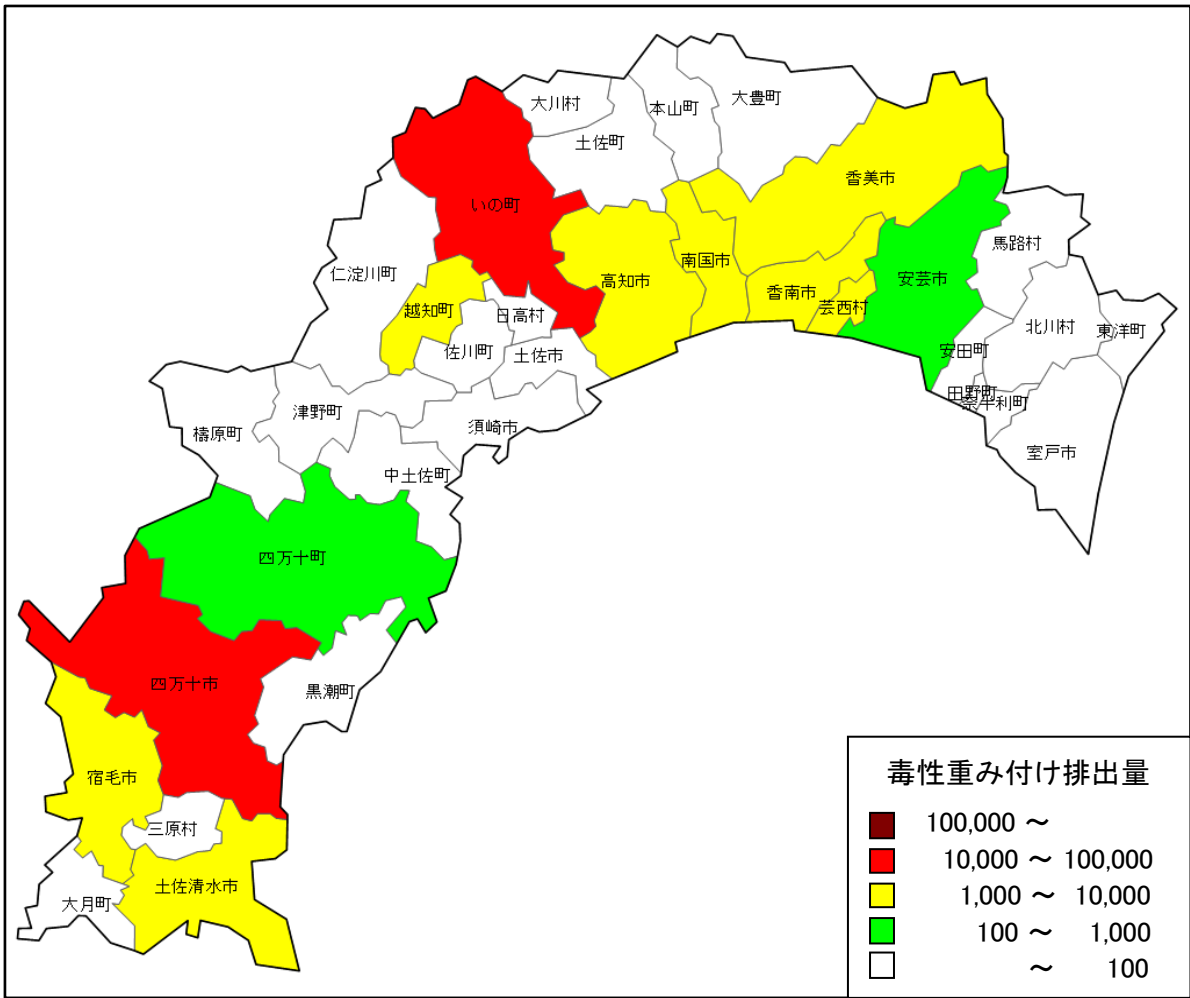 大川村
本山町
大豊町
土佐町
香美市
いの町
馬路村
仁淀川町
高知市
南国市
香南市
安芸市
越知町
芸西村
日高村
北川村
東洋町
佐川町
土佐市
安田町
田野町
奈半利町
津野町
梼原町
須崎市
室戸市
中土佐町
四万十町
四万十市
黒潮町
宿毛市
三原村
土佐清水市
大月町
毒性重み付け排出量
100,000 ～
10,000 ～ 100,000
1,000 ～ 10,000
100 ～ 1,000
～ 100